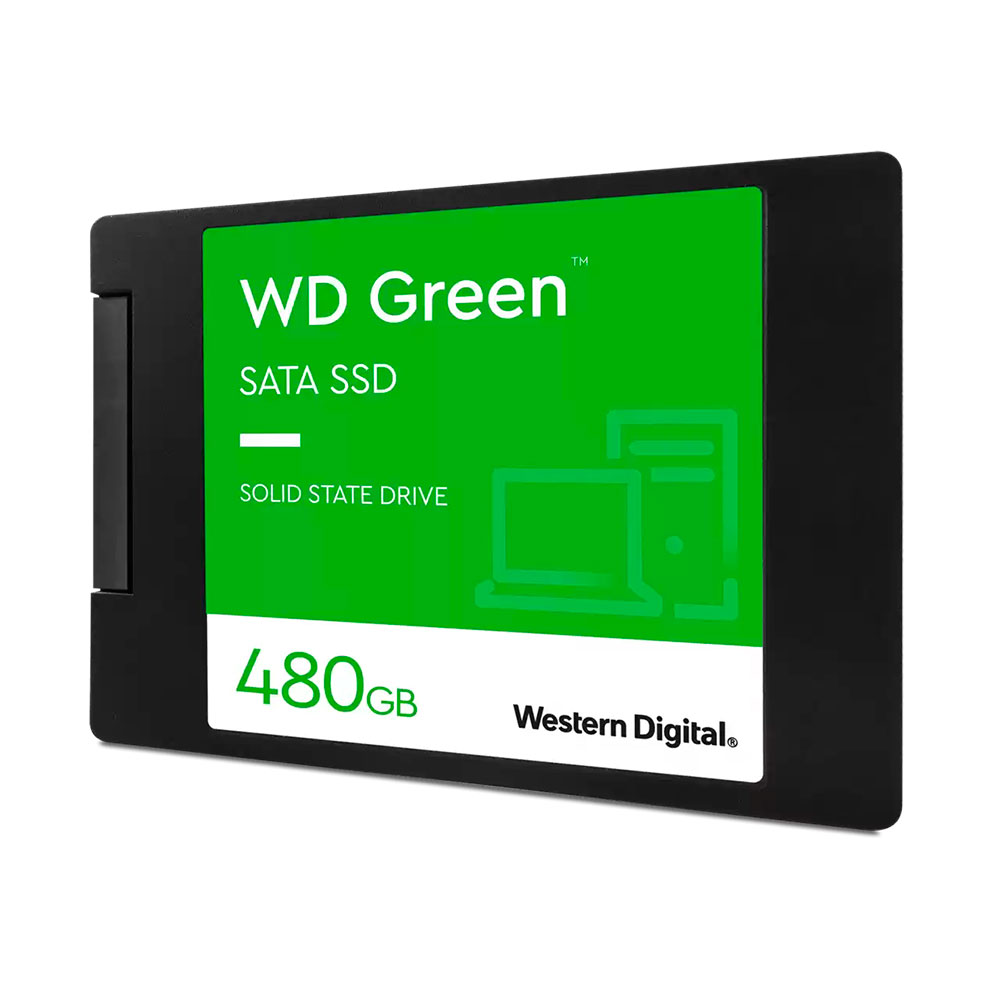 WD Green™
SATA SSD
SOLID STATE DRIVE
480GB
Western Digital®